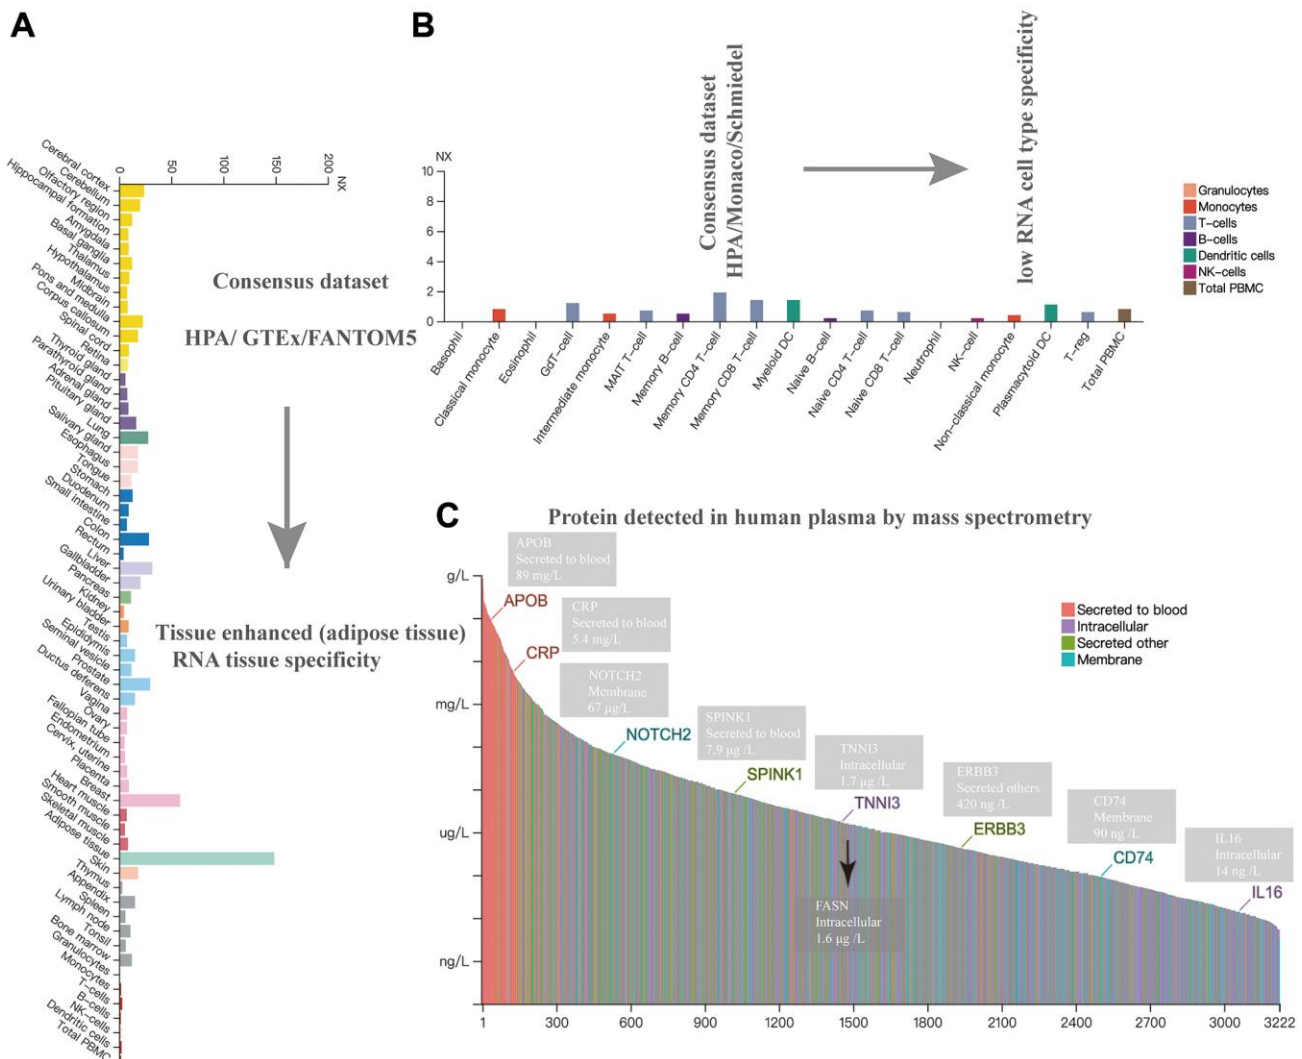 A
0
50
100
150
200
NX
Cerebral cortex
Cerebellum
Olfactory region
Hippocampal formation
Amygdala
Basal ganglia
Thalamus
Hypothalamus
Midbrain
Pons and medulla
Corpus callosum
Spinal cord
Retina
Thyroid gland
Parathyroid gland
Adrenal gland
Pituitary gland
Lung
Salivary gland
Esophagus
Tongue
Stomach
Duodenum
Small intestine
Colon
Rectum
Liver
Gallbladder
Pancreas
Kidney
Urinary bladder
Testis
Epididymis
Seminal vesicle
Prostate
Ductus deferens
Vagina
Ovary
Fallopian tube
Endometrium
Cervix, uterine
Placenta
Breast
Heart muscle
Smooth muscle
Skeletal muscle
Adipose tissue
Skin
Thymus
Appendix
Spleen
Lymph node
Tonsil
Bone marrow
Granulocytes
Monocytes
T-cells
B-cells
NK-cells
Dendritic cells
Total PBMC
Consensus dataset
HPA/ GTEx/FANTOM5
Tissue enhanced (adipose tissue)
RNA tissue specificity
B
NX
10
8
6
4
2
0
Consensus dataset
HPA/Monaco/Schmiedel
low RNA cell type specificity
Basophil
Classical monocyte
Eosinophil
GdT-cell
Intermediate monocyte
MAIT T-cell
Memory B-cell
Memory CD4 T-cell
Memory CD8 T-cell
Myeloid DC
Naive B-cell
Naive CD4 T-cell
Naive CD8 T-cell
Neutrophil
NK-cell
Non-classical monocyte
Plasmacytoid DC
T-reg
Total PBMC
Granulocytes
Monocytes
T-cells
B-cells
Dendritic cells
NK-cells
Total PBMC
C
Protein detected in human plasma by mass spectrometry
g/L
mg/L
ug/L
ng/L
APOB
Secreted to blood
89 mg/L
APOB
CRP
Secreted to blood
5.4 mg/L
CRP
NOTCH2
Membrane
67 µg/L
NOTCH2
SPINK1
Secreted to blood
7.9 µg /L
SPINK1
TNNI3
Intracellular
1.7 µg /L
TNNI3
FASN
Intracellular
1.6 µg /L
ERBB3
Secreted others
420 ng /L
ERBB3
CD74
Membrane
90 ng /L
CD74
IL16
Intracellular
14 ng /L
IL16
Secreted to blood
Intracellular
Secreted other
Membrane
1
300
600
900
1200
1500
1800
2100
2400
2700
3000
3222